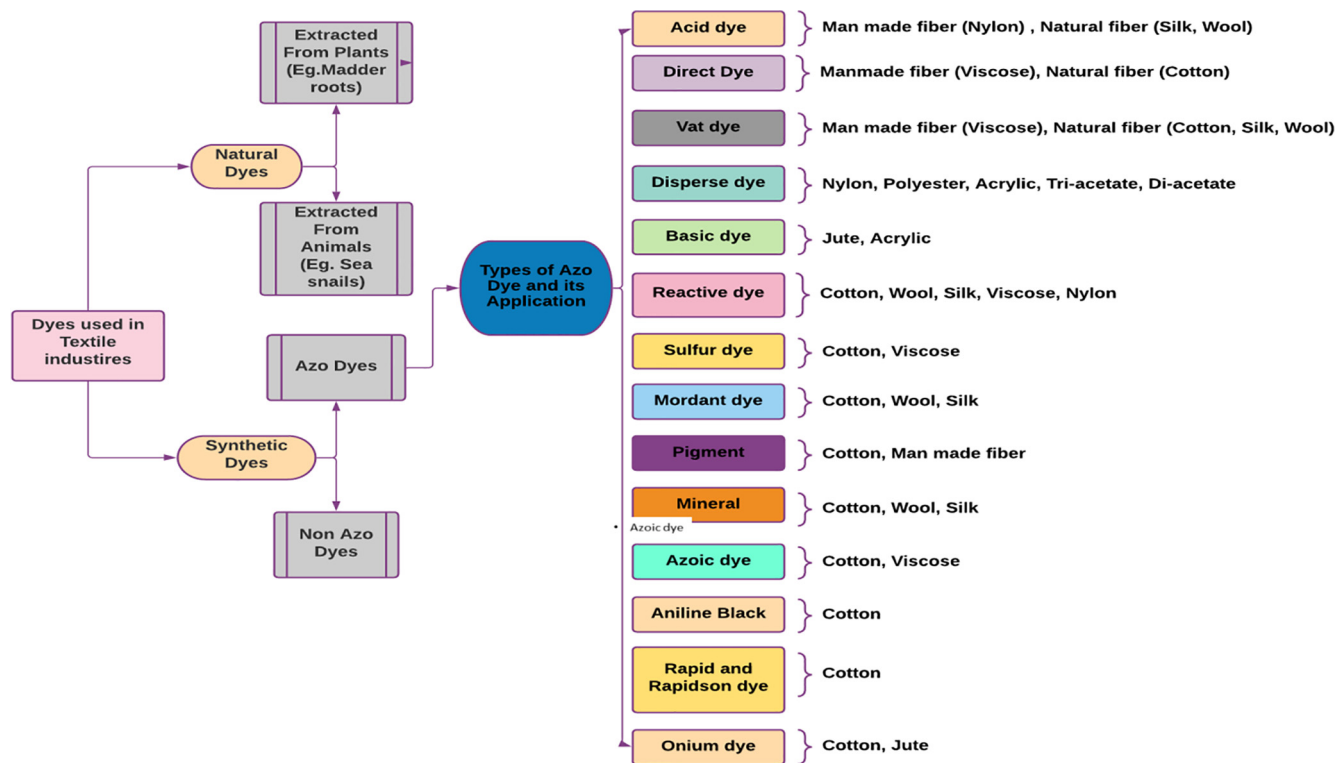 Extracted
From Plants
(Eg.Madder
roots)
Natural
Dyes
Extracted
From
Animals
(Eg. Sea
snails)
Dyes used in
Textile
industires
Azo Dyes
Synthetic
Dyes
Non Azo
Dyes
Types of Azo
Dye and its
Application
Acid dye
Man made fiber (Nylon) , Natural fiber (Silk, Wool)
Direct Dye
Manmade fiber (Viscose), Natural fiber (Cotton)
Vat dye
Man made fiber (Viscose), Natural fiber (Cotton, Silk, Wool)
Disperse dye
Nylon, Polyester, Acrylic, Tri-acetate, Di-acetate
Basic dye
Jute, Acrylic
Reactive dye
Cotton, Wool, Silk, Viscose, Nylon
Sulfur dye
Cotton, Viscose
Mordant dye
Cotton, Wool, Silk
Pigment
Cotton, Man made fiber
Mineral
Cotton, Wool, Silk
• Azoic dye
Azoic dye
Cotton, Viscose
Aniline Black
Cotton
Rapid and
Rapidson dye
Cotton
Onium dye
Cotton, Jute